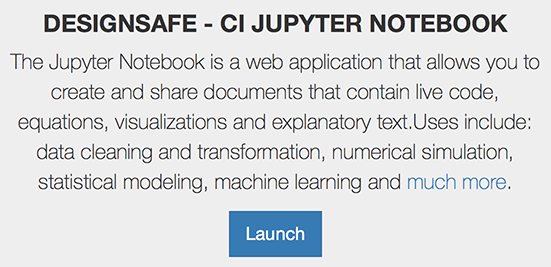 DESIGNSAFE - CI JUPYTER NOTEBOOK
The Jupyter Notebook is a web application that allows you to
create and share documents that contain live code,
equations, visualizations and explanatory text.Uses include:
data cleaning and transformation, numerical simulation,
statistical modeling, machine learning and much more.
Launch